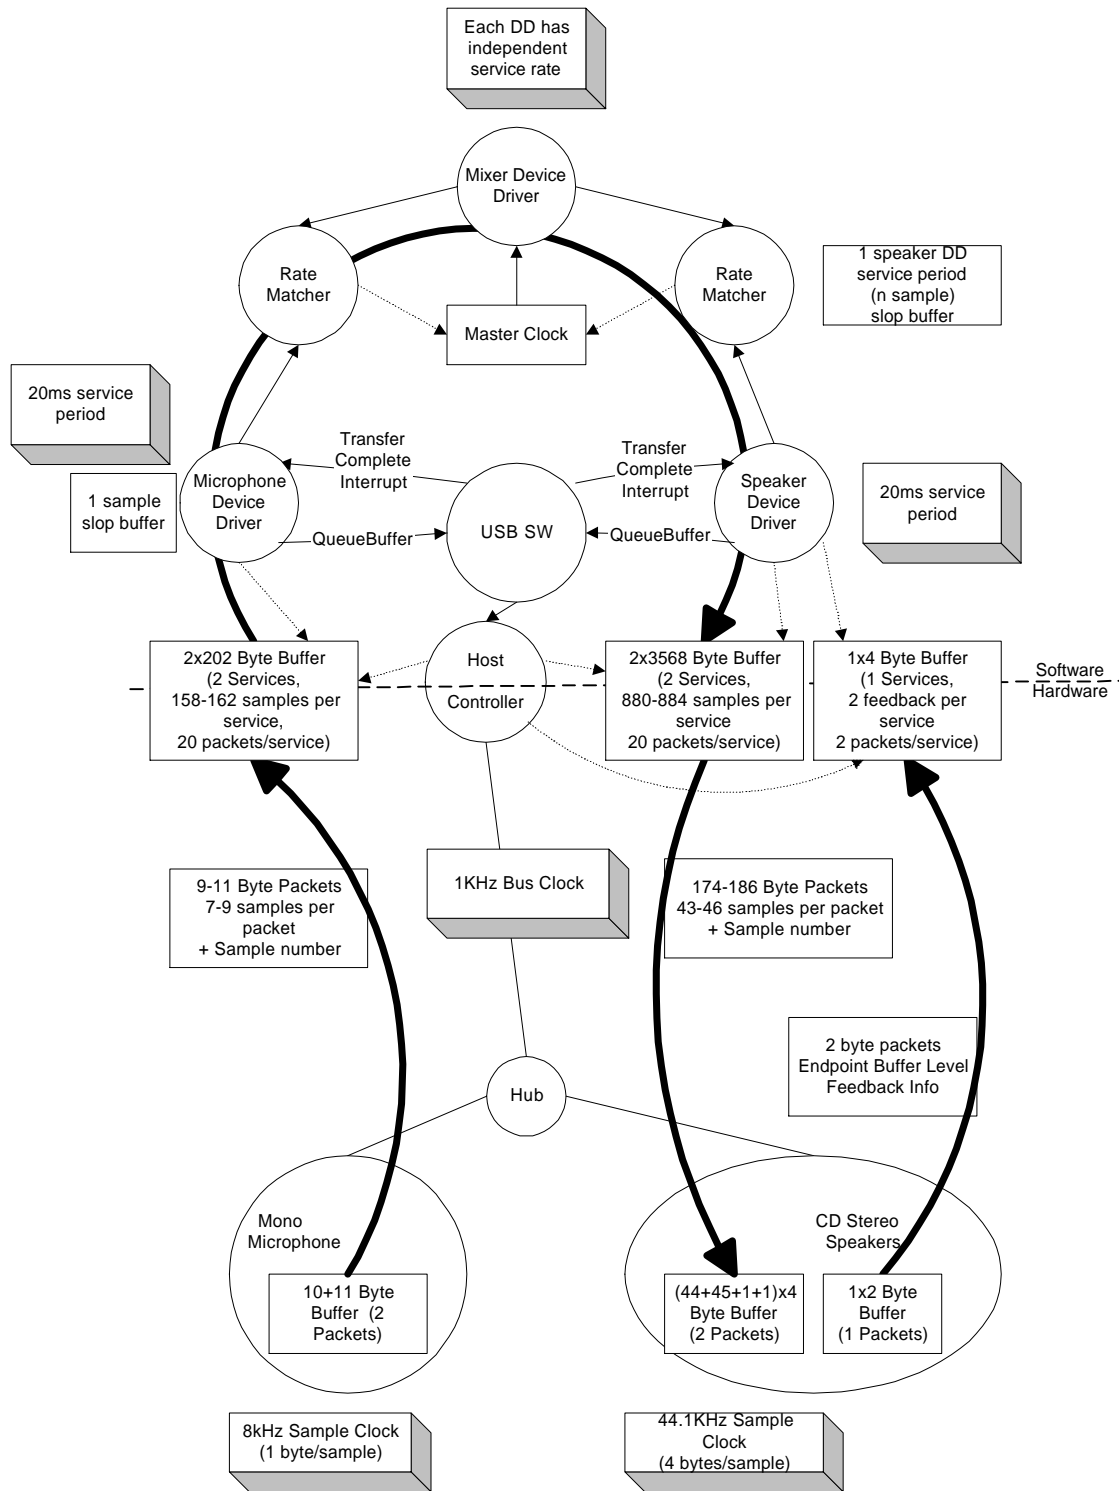 Each DD has
independent
service rate
Mixer Device
Driver
Rate
Matcher
Rate
Matcher
1 speaker DD
service period
(n sample)
slop buffer
Master Clock
20ms service
period
Transfer
Complete
Interrupt
Transfer
Complete
Interrupt
1 sample
slop buffer
Microphone
Device
Driver
USB SW
Speaker
Device
Driver
20ms service
period
QueueBuffer
QueueBuffer
2x202 Byte Buffer
(2 Services,
158-162 samples per
service,
20 packets/service)
Host
Controller
2x3568 Byte Buffer
(2 Services,
880-884 samples per
service
20 packets/service)
1x4 Byte Buffer
(1 Services,
2 feedback per
service
2 packets/service)
Software
Hardware
9-11 Byte Packets
7-9 samples per
packet
+ Sample number
1KHz Bus Clock
174-186 Byte Packets
43-46 samples per packet
+ Sample number
2 byte packets
Endpoint Buffer Level
Feedback Info
Hub
Mono
Microphone
CD Stereo
Speakers
10+11 Byte
Buffer (2
Packets)
(44+45+1+1)x4
Byte Buffer
(2 Packets)
1x2 Byte
Buffer
(1 Packets)
8kHz Sample Clock
(1 byte/sample)
44.1KHz Sample
Clock
(4 bytes/sample)